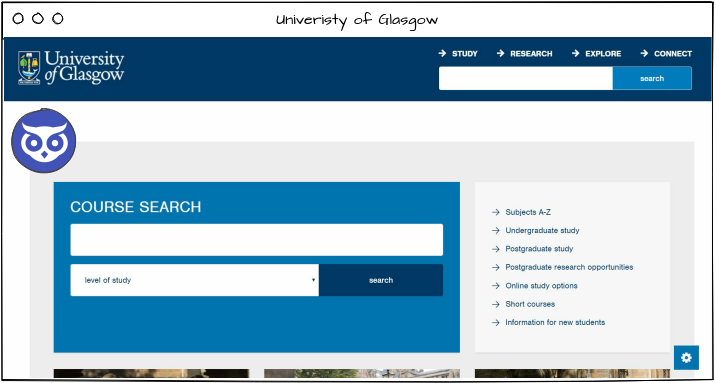 Univeristy of Glasgow
University
of Glasgow
STUDY RESEARCH EXPLORE CONNECT
search
COURSE SEARCH
level of study
search
Subjects A-Z
Undergraduate study
Postgraduate study
Postgraduate research opportunities
Online study options
Short courses
Information for new students